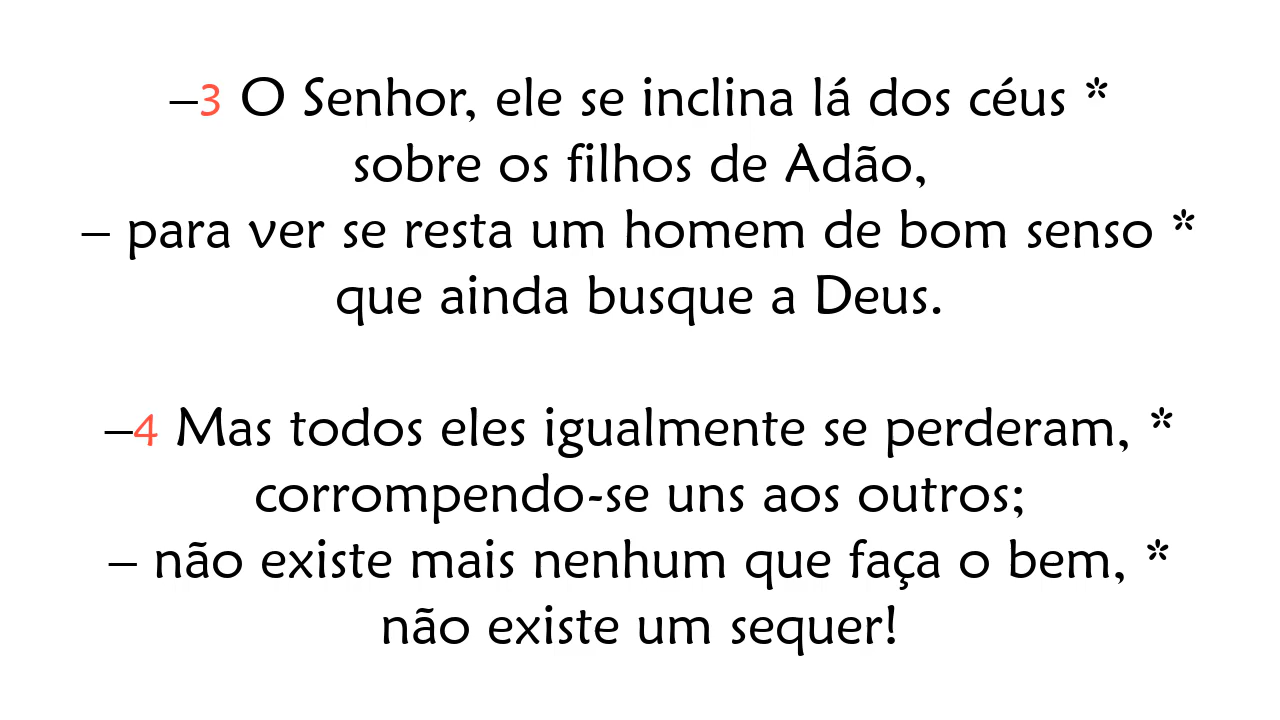 –3 O Senhor, ele se inclina lá dos céus *
sobre os filhos de Adão,
– para ver se resta um homem de bom senso *
que ainda busque a Deus.
–4 Mas todos eles igualmente se perderam, *
corrompendo-se uns aos outros;
– não existe mais nenhum que faça o bem, *
não existe um sequer!